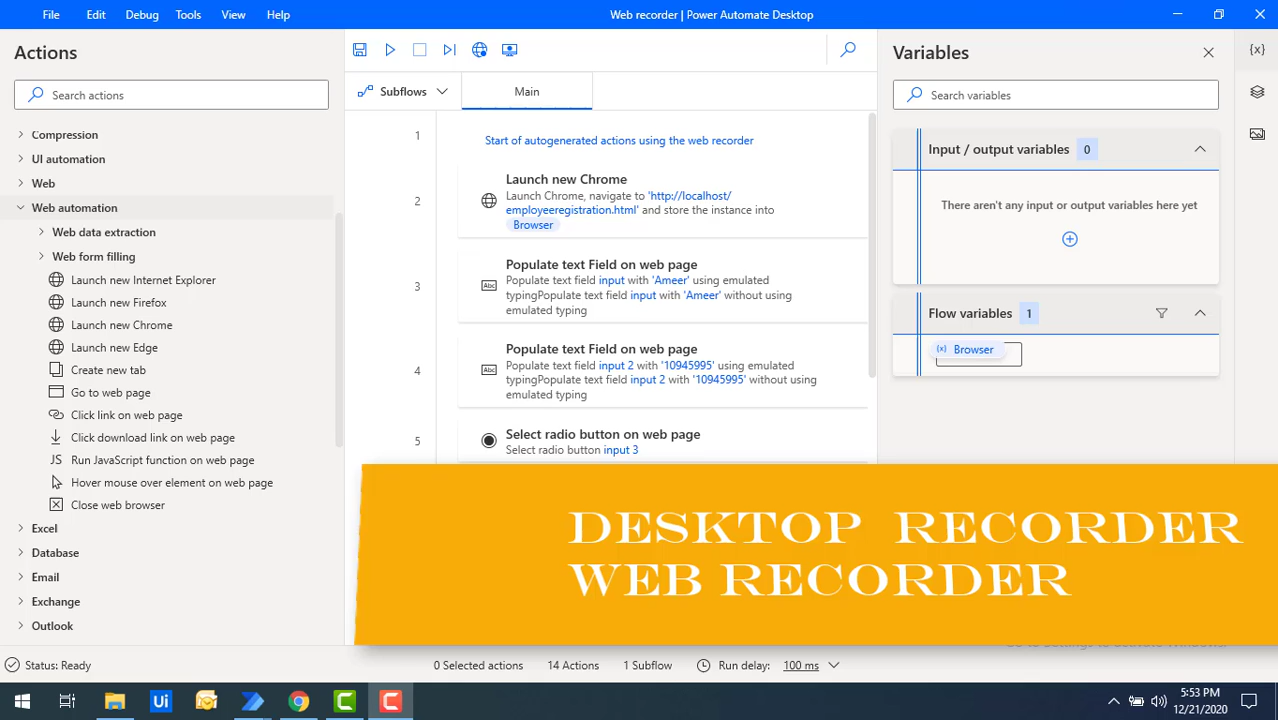 File Edit Debug Tools View Help
Web recorder | Power Automate Desktop
Actions
Search actions
Compression
UI automation
Web
Web automation
Web data extraction
Web form filling
Launch new Internet Explorer
Launch new Firefox
Launch new Chrome
Launch new Edge
Create new tab
Go to web page
Click link on web page
Click download link on web page
JS Run JavaScript function on web page
Hover mouse over element on web page
Close web browser
Excel
Database
Email
Exchange
Outlook
Subflows
Main
1
Start of autogenerated actions using the web recorder
2
Launch new Chrome
Launch Chrome, navigate to 'http://localhost/
employeeregistration.html' and store the instance into
Browser
3
Abc
Populate text Field on web page
Populate text field input with 'Ameer' using emulated
typingPopulate text field input with 'Ameer' without using
emulated typing
4
Abc
Populate text Field on web page
Populate text field input 2 with '10945995' using emulated
typingPopulate text field input 2 with '10945995' without using
emulated typing
5
Select radio button on web page
Select radio button input 3
Variables
{x}
Search variables
Input / output variables 0
There aren't any input or output variables here yet
Flow variables 1
(x) Browser
DESKTOP RECORDER
WEB RECORDER
Status: Ready
0 Selected actions
14 Actions
1 Subflow
Run delay: 100 ms
Ui
5:53 PM
12/21/2020